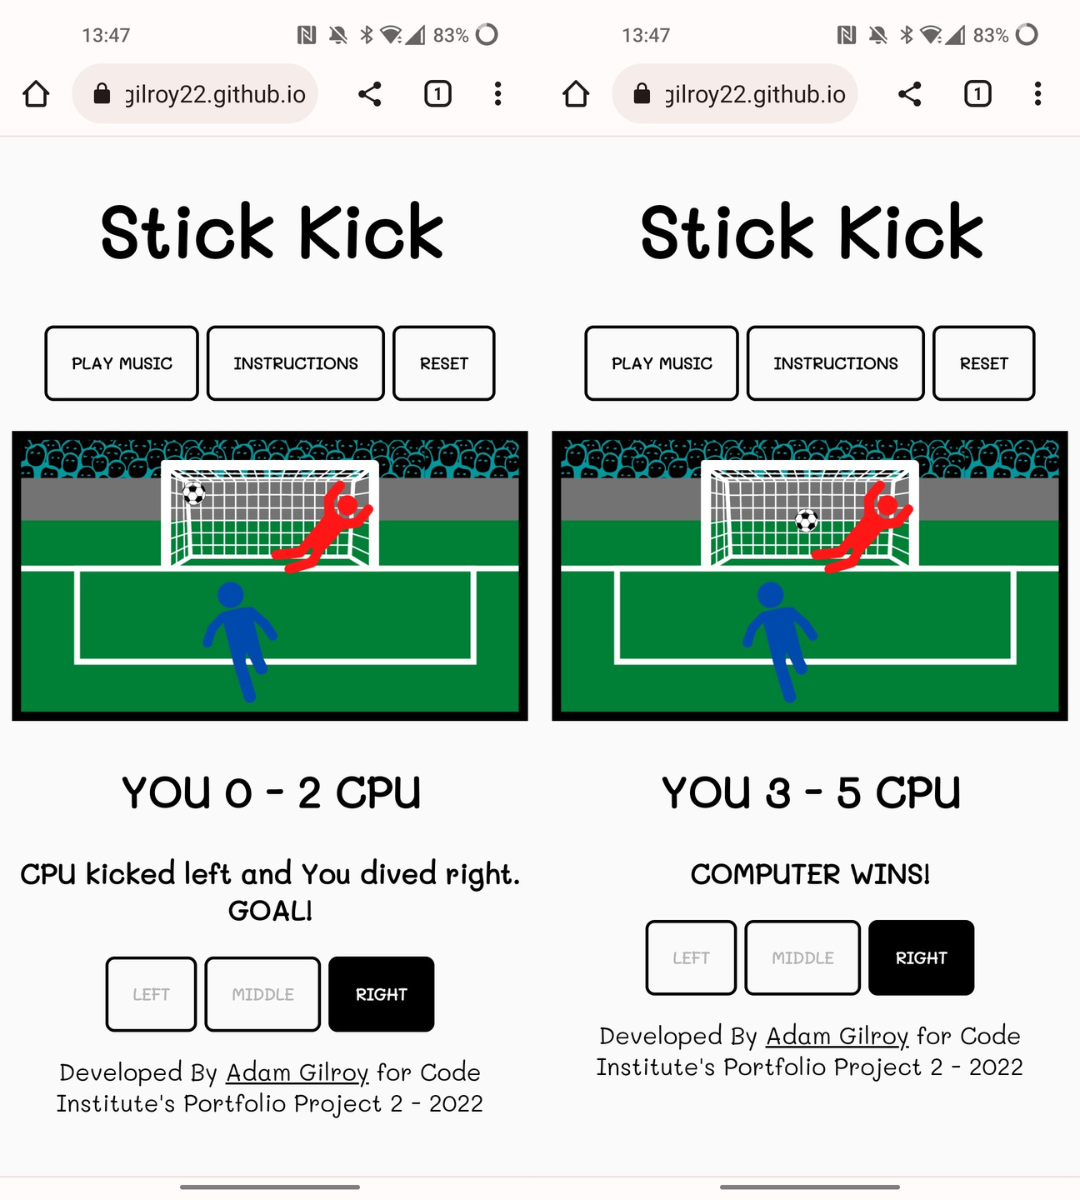 13:47
83%
gilroy22.github.io
1
Stick Kick
PLAY MUSIC
INSTRUCTIONS
RESET
YOU 0 - 2 CPU
CPU kicked left and You dived right.
GOAL!
LEFT
MIDDLE
RIGHT
Developed By Adam Gilroy for Code
Institute's Portfolio Project 2 - 2022
13:47
83%
gilroy22.github.io
1
Stick Kick
PLAY MUSIC
INSTRUCTIONS
RESET
YOU 3 - 5 CPU
COMPUTER WINS!
LEFT
MIDDLE
RIGHT
Developed By Adam Gilroy for Code
Institute's Portfolio Project 2 - 2022